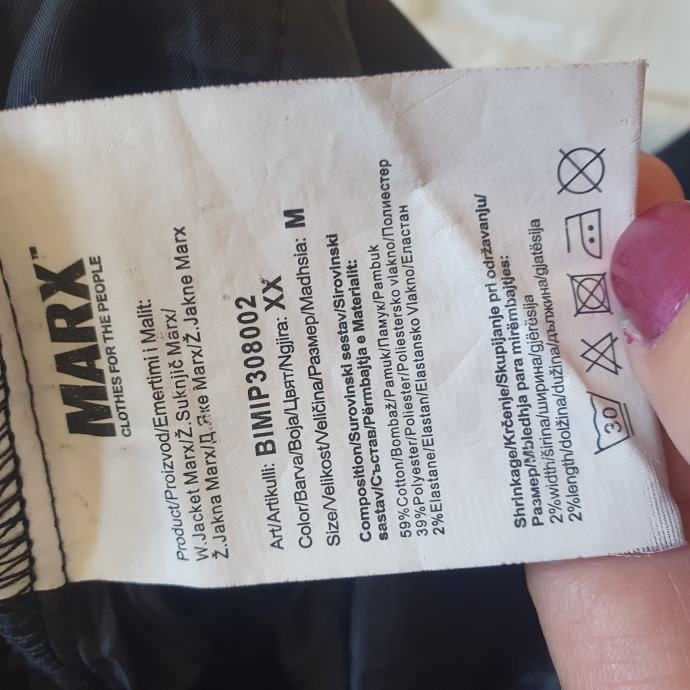 MARX™
CLOTHES FOR THE PEOPLE
Product/Proizvod/Emertimi i Malit:
W.Jacket Marx/Ž.Suknjič Marx/
Ž.Jakna Marx/Д.Яке Marx/Ž.Jakne Marx
Art/Artikulli: BIMIP308002
Color/Barva/Boja/Цвят/Ngjira: XX
Size/Velikost/Veličina/Размер/Madhsia: M
Composition/Surovinski sestav/Sirovinski
sastav/Състав/Përmbajtja e Materialit:
59%Cotton/Bombaž/Pamuk/Памук/Pambuk
39%Polyester/Poliester/Poliestersko vlakno/Полиестер
2%Elastane/Elastan/Elastansko Vlakno/Еластан
Shrinkage/Krčenje/Skupljanje pri održavanju/
Размер/Mbledhja para mirëmbajtjes:
2%width/širina/ширина/gjërësija
2%length/dolžina/dužina/дължина/gjatësija
30